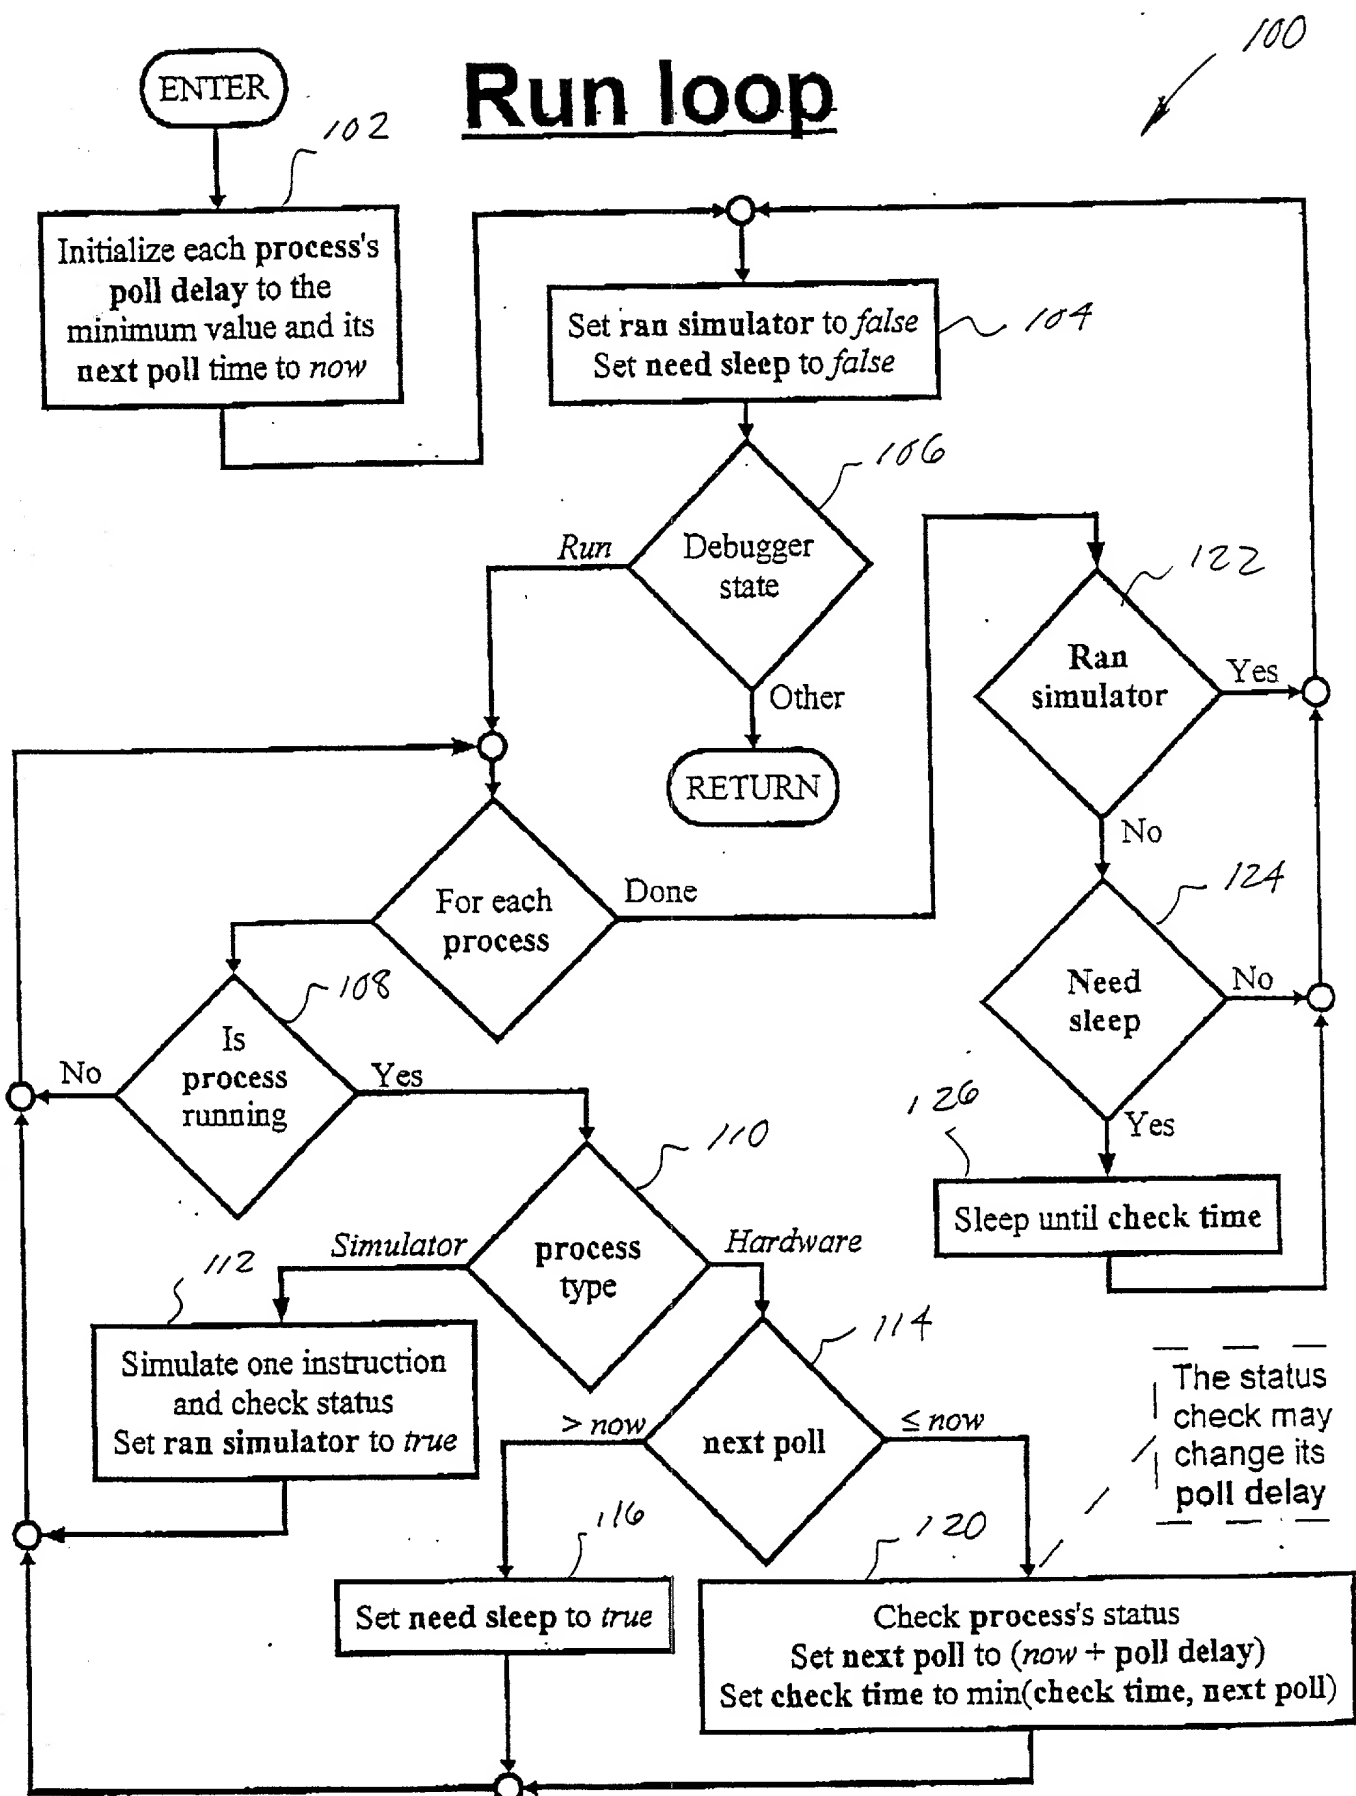 100
ENTER
Run loop
102
Initialize each process's
poll delay to the
minimum value and its
next poll time to now
Set ran simulator to false
Set need sleep to false
104
106
Debugger
state
Run
Other
RETURN
122
Ran
simulator
Yes
No
For each
process
Done
124
Need
sleep
No
Yes
108
Is
process
running
No
Yes
126
Sleep until check time
110
process
type
Simulator
Hardware
112
Simulate one instruction
and check status
Set ran simulator to true
114
next poll
> now
≤ now
The status
check may
change its
poll delay
116
Set need sleep to true
120
Check process's status
Set next poll to (now + poll delay)
Set check time to min(check time, next poll)